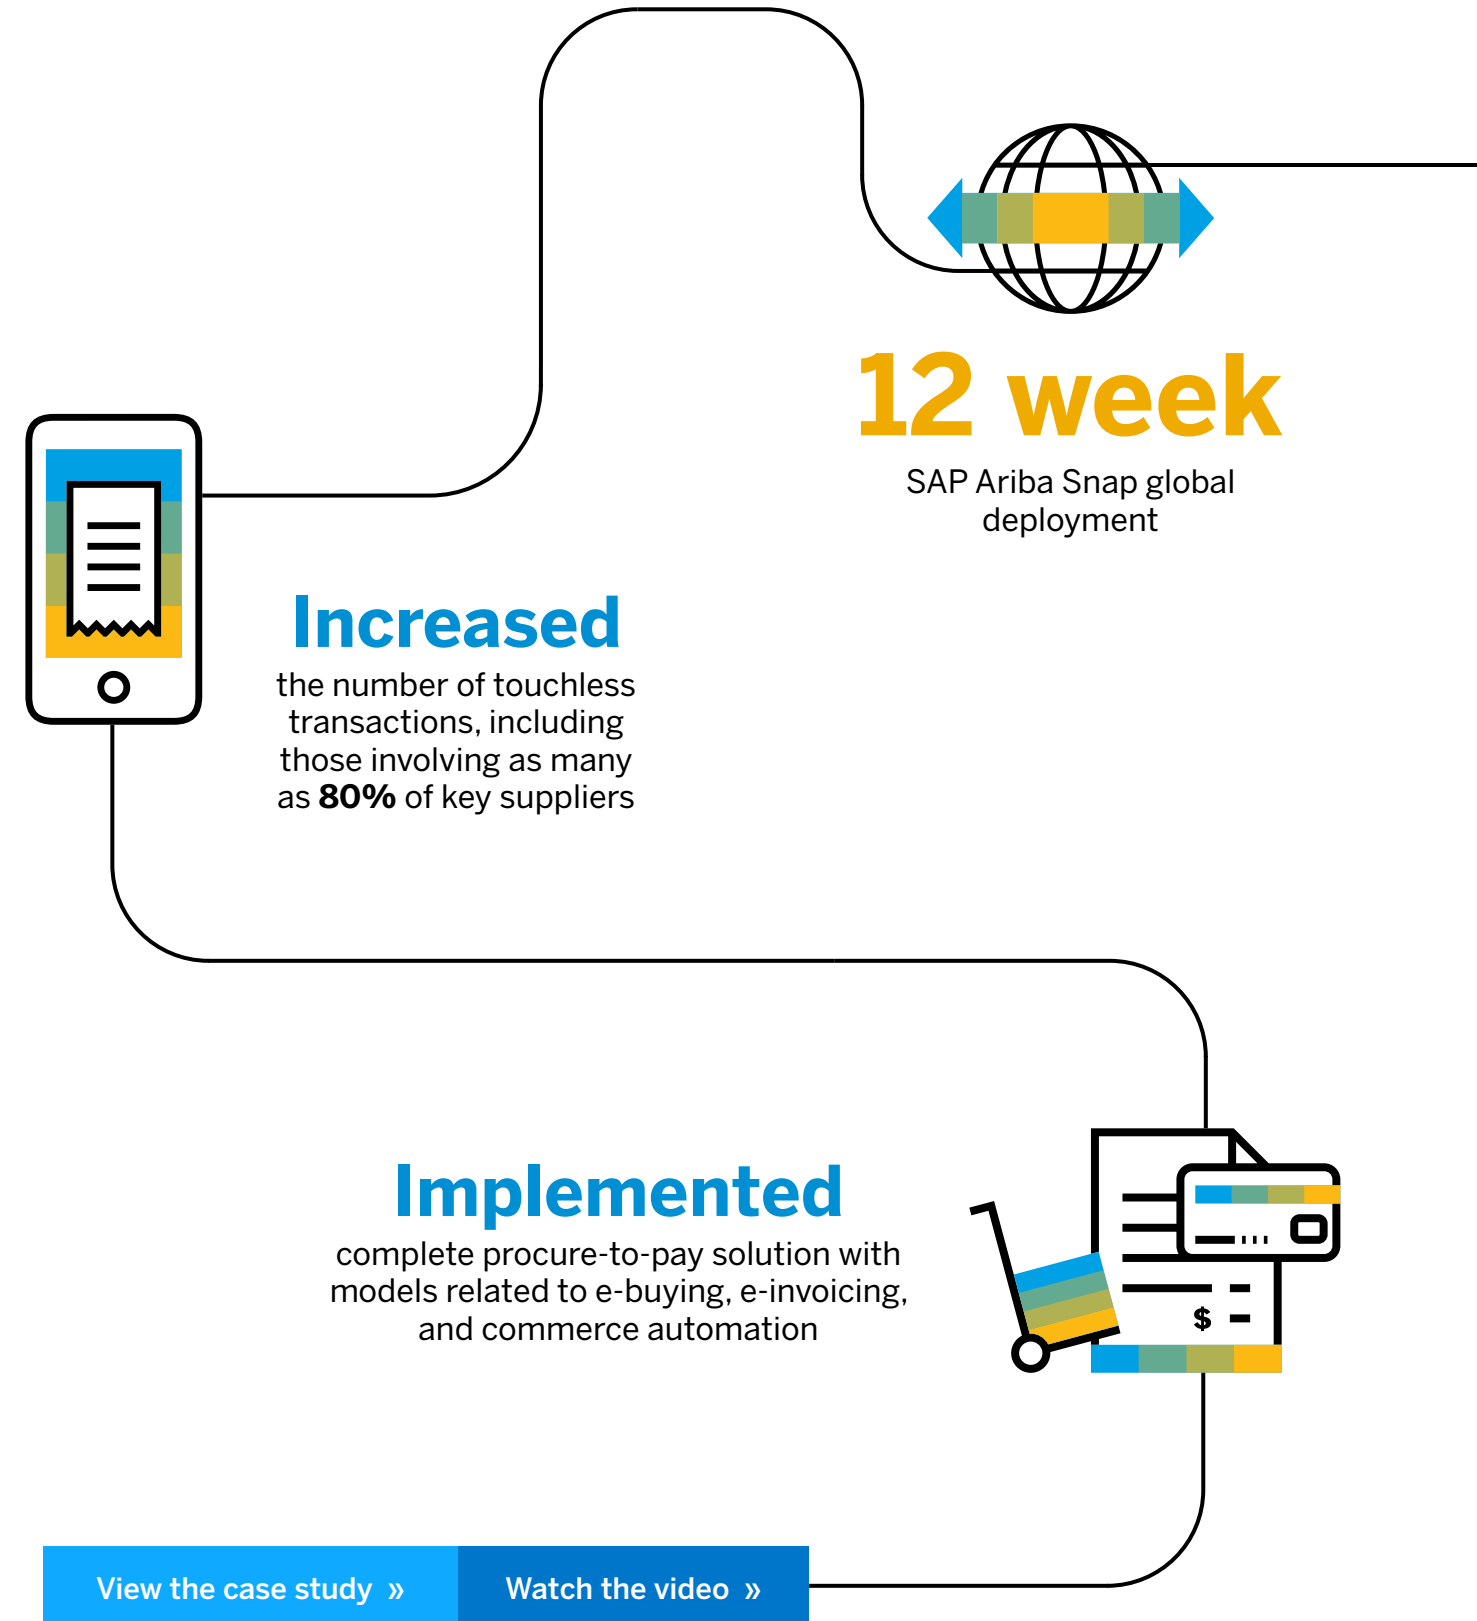 12 week
SAP Ariba Snap global
deployment
Increased
the number of touchless
transactions, including
those involving as many
as 80% of key suppliers
Implemented
complete procure-to-pay solution with
models related to e-buying, e-invoicing,
and commerce automation
$
View the case study »
Watch the video »